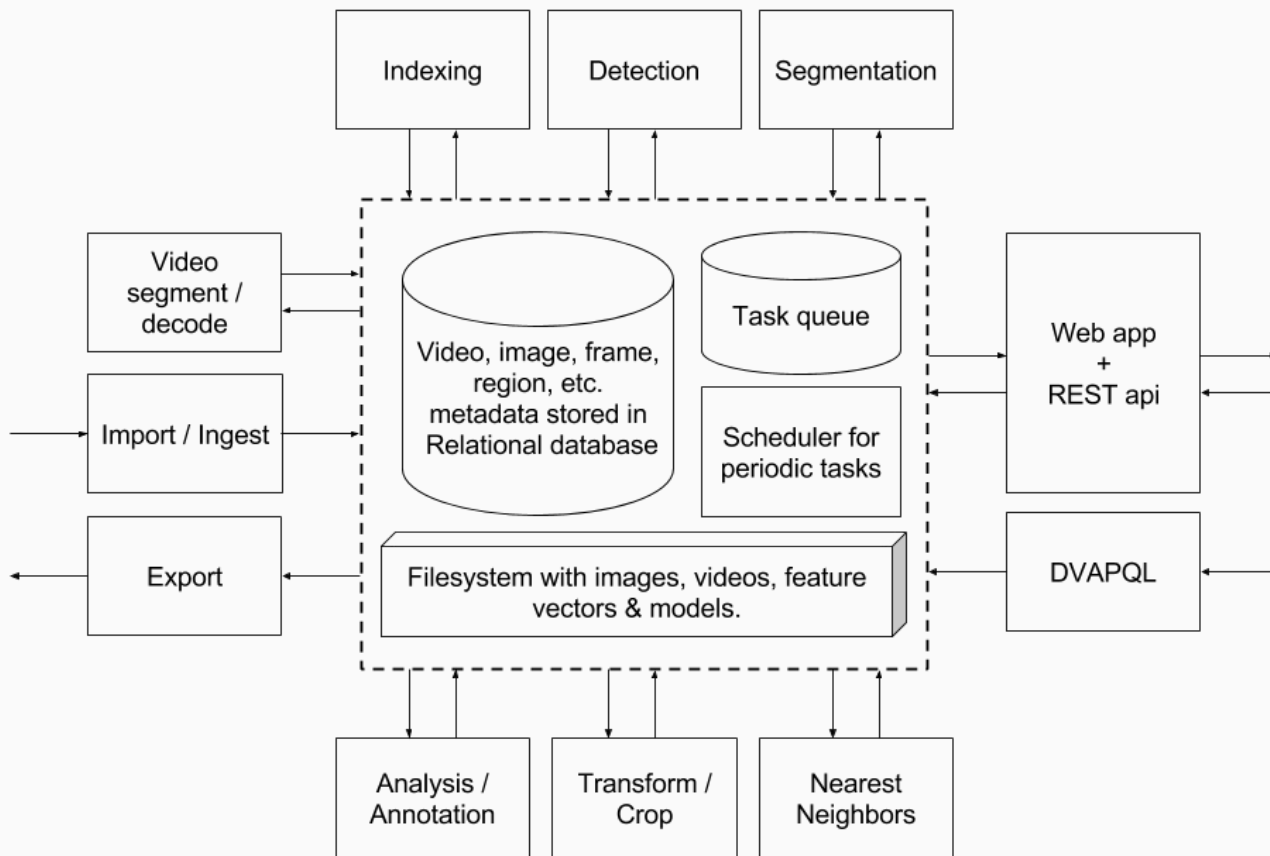 Indexing
Detection
Segmentation
Video
segment /
decode
Import / Ingest
Export
Video, image, frame,
region, etc.
metadata stored in
Relational database
Task queue
Scheduler for
periodic tasks
Filesystem with images, videos, feature
vectors & models.
Web app
+
REST api
DVAPQL
Analysis /
Annotation
Transform /
Crop
Nearest
Neighbors